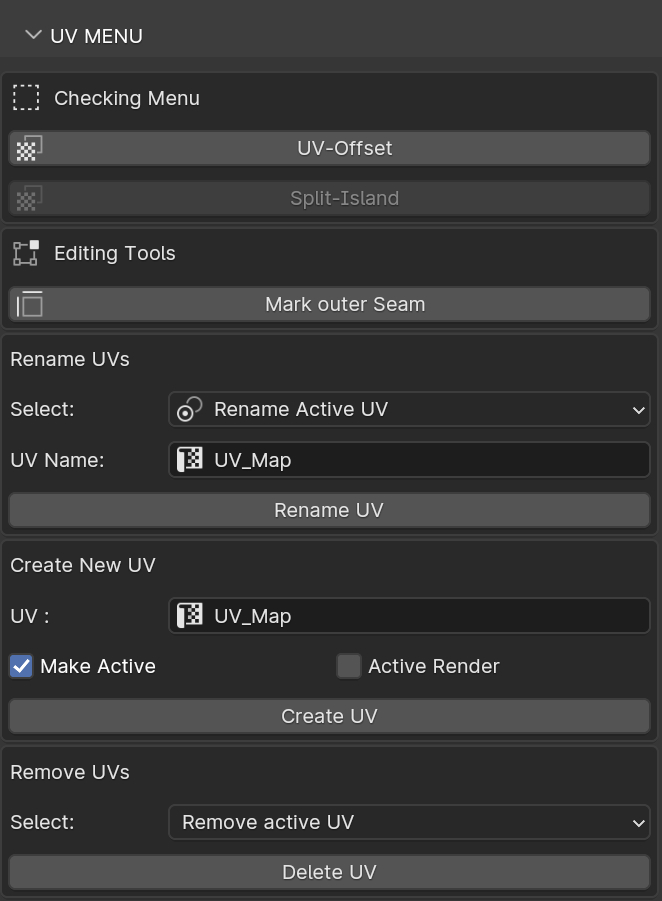 UV MENU
Checking Menu
UV-Offset
Split-Island
Editing Tools
Mark outer Seam
Rename UVs
Select: Rename Active UV
UV Name: UV_Map
Rename UV
Create New UV
UV : UV_Map
Make Active Active Render
Create UV
Remove UVs
Select: Remove active UV
Delete UV